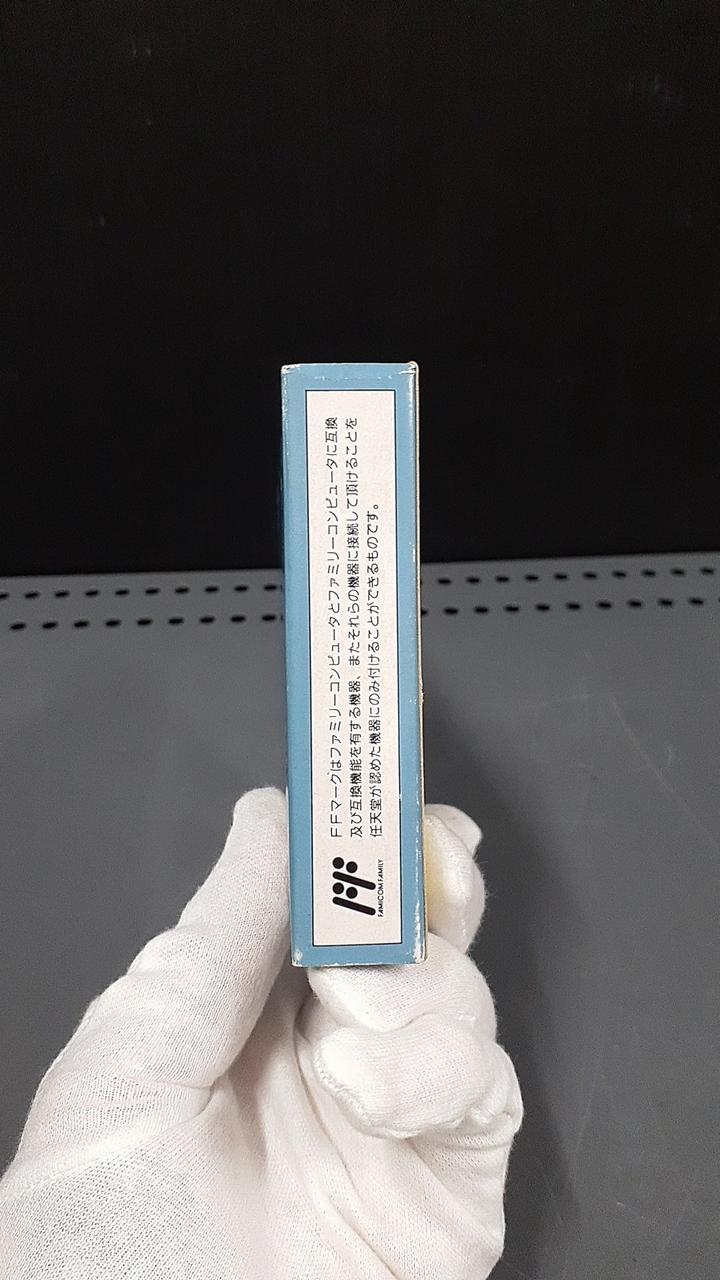 FFマークはファミリーコンピュータとファミリーコンピュータに互換
及び互換機能を有する機器、またそれらの機器に接続して頂けることを
任天堂が認めた機器にのみ付けることができるものです。
FF
FAMICOM FAMILY